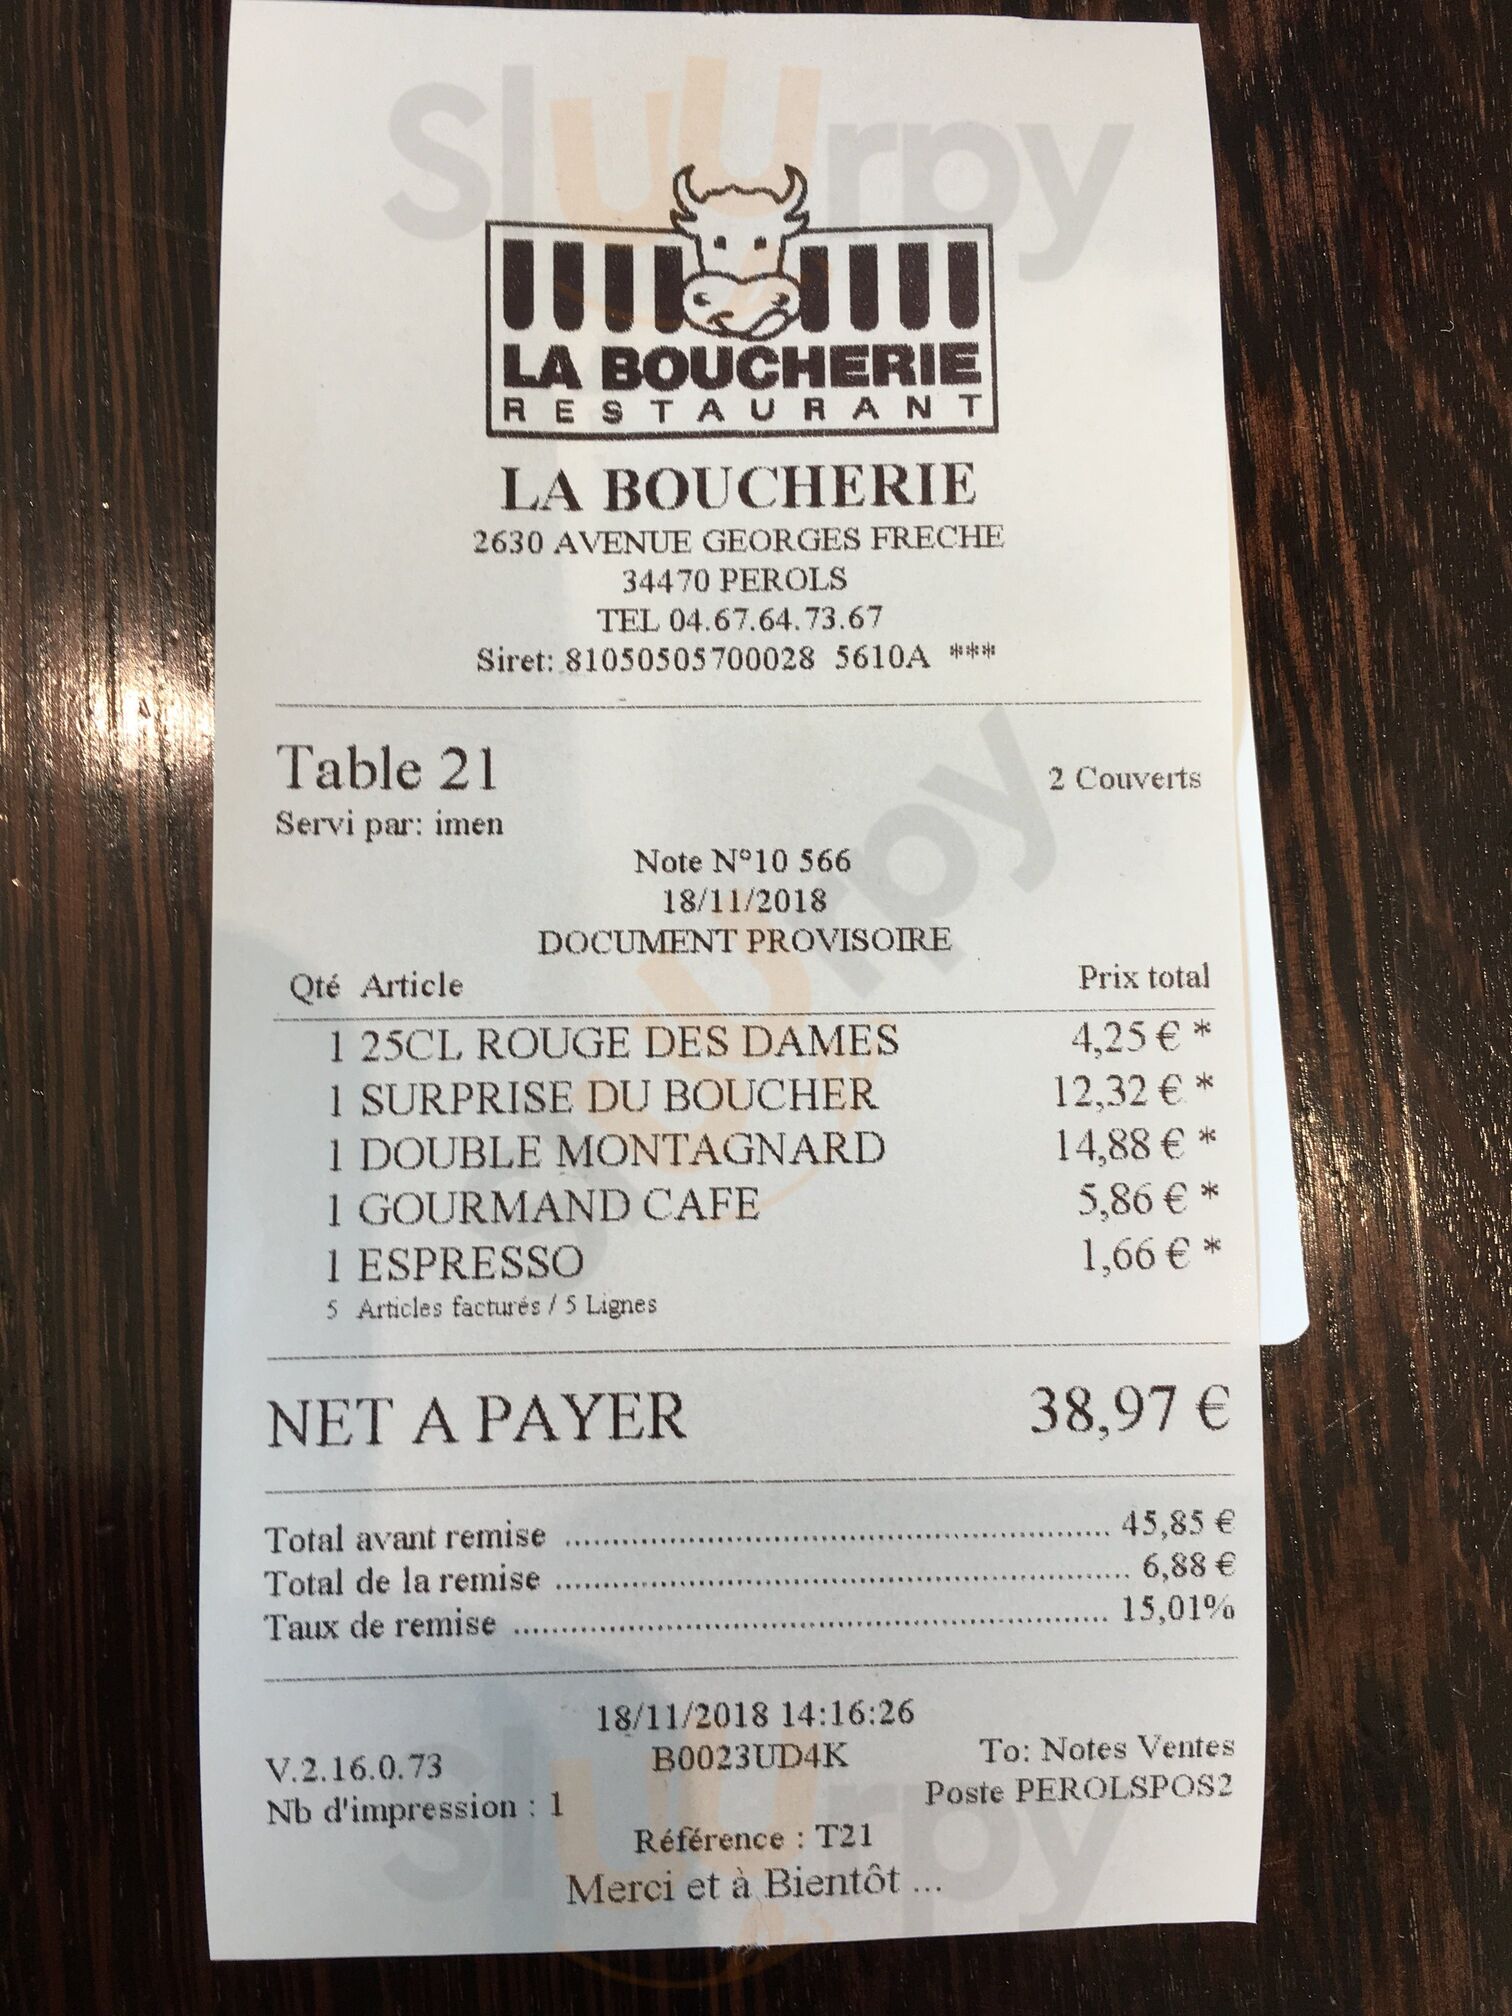 Sluurpy
LA BOUCHERIE
RESTAURANT
LA BOUCHERIE
2630 AVENUE GEORGES FRECHE
34470 PEROLS
TEL 04.67.64.73.67
Siret: 81050505700028 5610A ***
Table 21 2 Couverts
Servi par: imen
Note N°10 566
18/11/2018
DOCUMENT PROVISOIRE
Qté Article Prix total
1 25CL ROUGE DES DAMES 4,25 € *
1 SURPRISE DU BOUCHER 12,32 € *
1 DOUBLE MONTAGNARD 14,88 € *
1 GOURMAND CAFE 5,86 € *
1 ESPRESSO 1,66 € *
5 Articles facturés / 5 Lignes
Sluurpy
NET A PAYER 38,97 €
Total avant remise 45,85 €
Total de la remise 6,88 €
Taux de remise 15,01%
18/11/2018 14:16:26
V.2.16.0.73 B0023UD4K To: Notes Ventes
Nb d'impression : 1 Poste PEROLSPOS2
Référence : T21
Merci et à Bientôt ...
Sluurpy